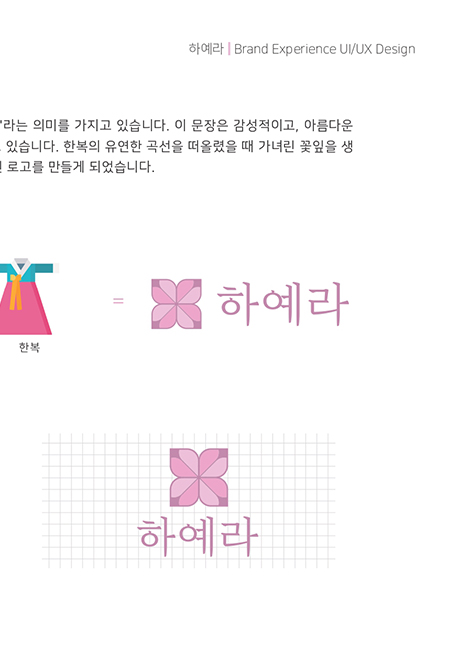 하예라 | Brand Experience UI/UX Design
"라는 의미를 가지고 있습니다. 이 문장은 감성적이고, 아름다운
있습니다. 한복의 유연한 곡선을 떠올렸을 때 가녀린 꽃잎을 생
로고를 만들게 되었습니다.
= 하예라
한복
하예라